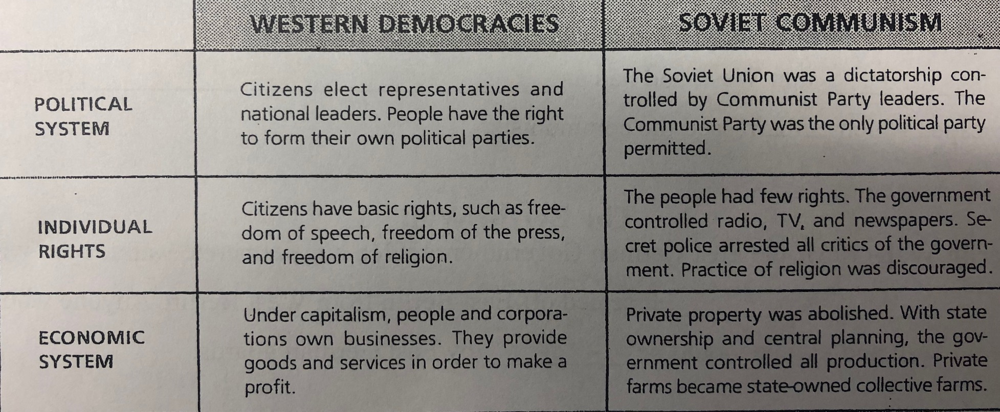 WESTERN DEMOCRACIES
SOVIET COMMUNISM
POLITICAL
SYSTEM
Citizens elect representatives and
national leaders. People have the right
to form their own political parties.
The Soviet Union was a dictatorship con-
trolled by Communist Party leaders. The
Communist Party was the only political party
permitted.
INDIVIDUAL
RIGHTS
Citizens have basic rights, such as free-
dom of speech, freedom of the press,
and freedom of religion.
The people had few rights. The government
controlled radio, TV, and newspapers. Se-
cret police arrested all critics of the govern-
ment. Practice of religion was discouraged.
ECONOMIC
SYSTEM
Under capitalism, people and corpora-
tions own businesses. They provide
goods and services in order to make a
profit.
Private property was abolished. With state
ownership and central planning, the gov-
ernment controlled all production. Private
farms became state-owned collective farms.